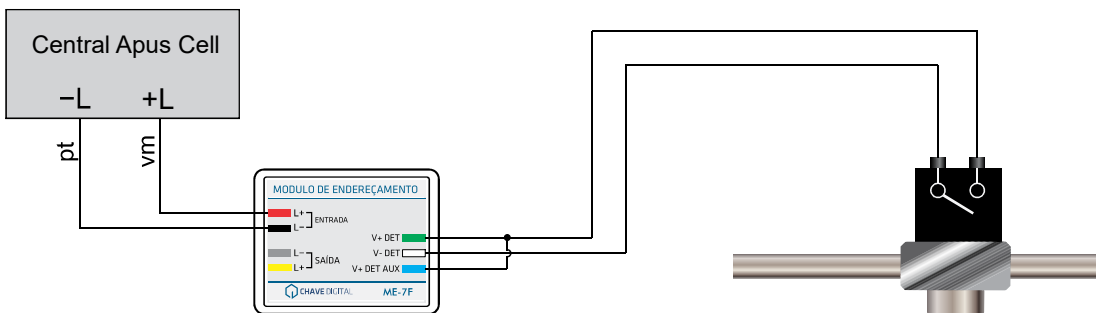 Central Apus Cell
−L +L
pt vm
MODULO DE ENDEREÇAMENTO
L+
ENTRADA
L−
V+ DET
L− V- DET
SAÍDA
L+ V+ DET AUX
CHAVE DIGITAL ME-7F